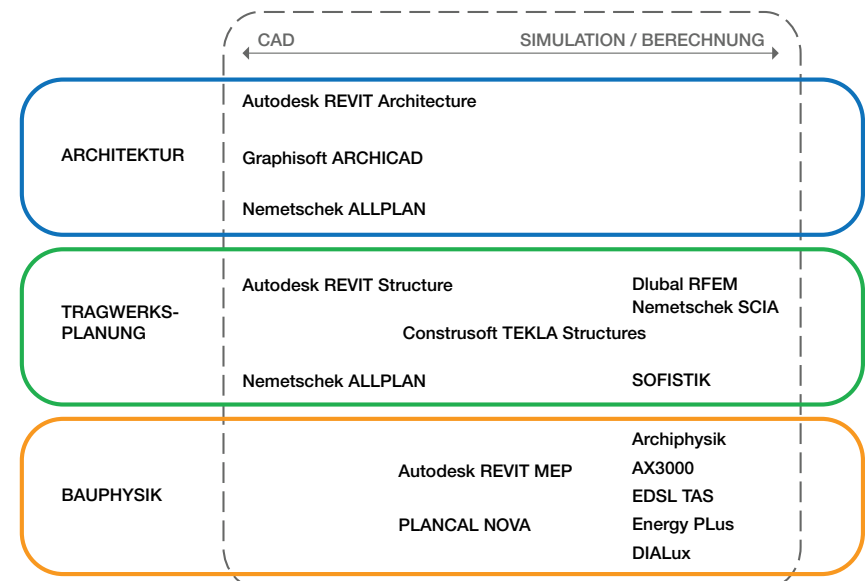 CAD SIMULATION / BERECHNUNG
Autodesk REVIT Architecture
ARCHITEKTUR
Graphisoft ARCHICAD
Nemetschek ALLPLAN
Autodesk REVIT Structure
Dlubal RFEM
Nemetschek SCIA
TRAGWERKS-
PLANUNG
Construsoft TEKLA Structures
Nemetschek ALLPLAN
SOFISTIK
BAUPHYSIK
Autodesk REVIT MEP
PLANCAL NOVA
Archiphysik
AX3000
EDSL TAS
Energy PLus
DIALux